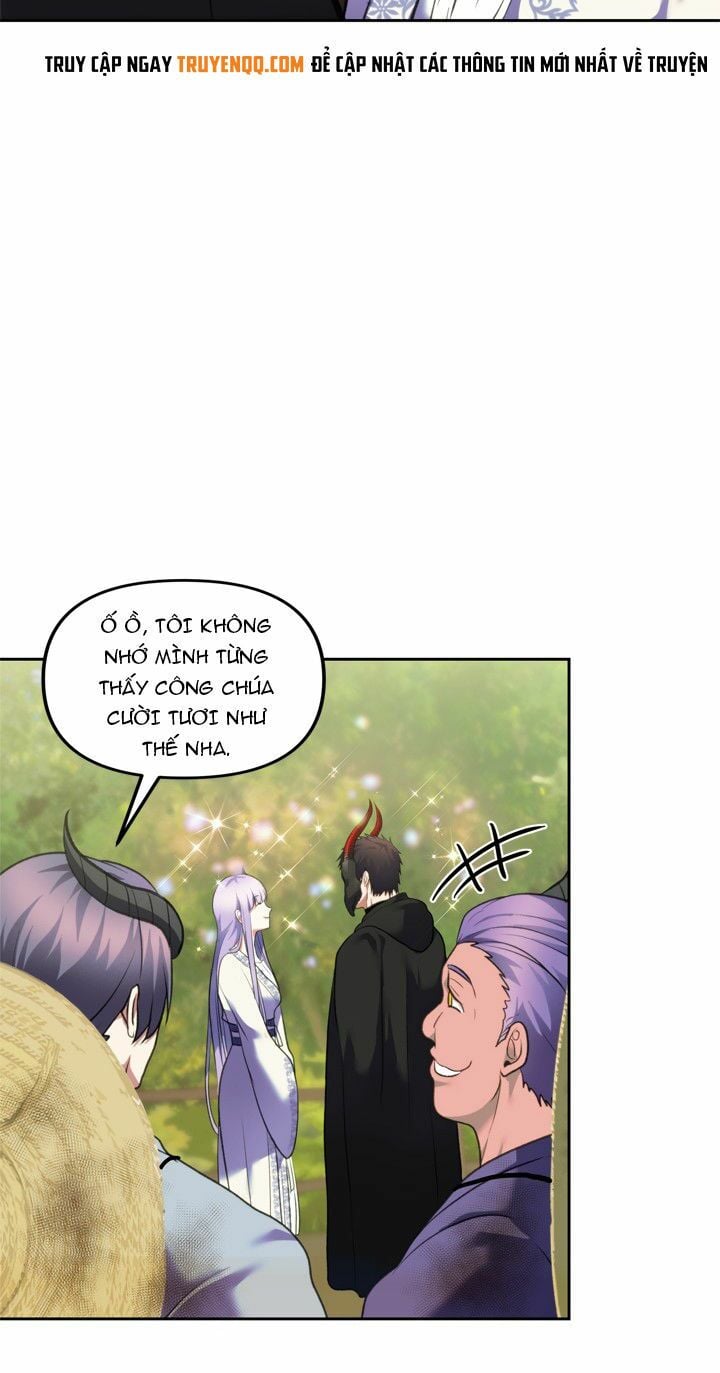 TRUY CẬP NGAY TRUYENQQ.COM ĐỂ CẬP NHẬT CÁC THÔNG TIN MỚI NHẤT VỀ TRUYỆN
Ố Ồ, TÔI KHÔNG
NHỚ MÌNH TỪNG
THẤY CÔNG CHÚA
CƯỜI TƯƠI NHƯ
THẾ NHA.